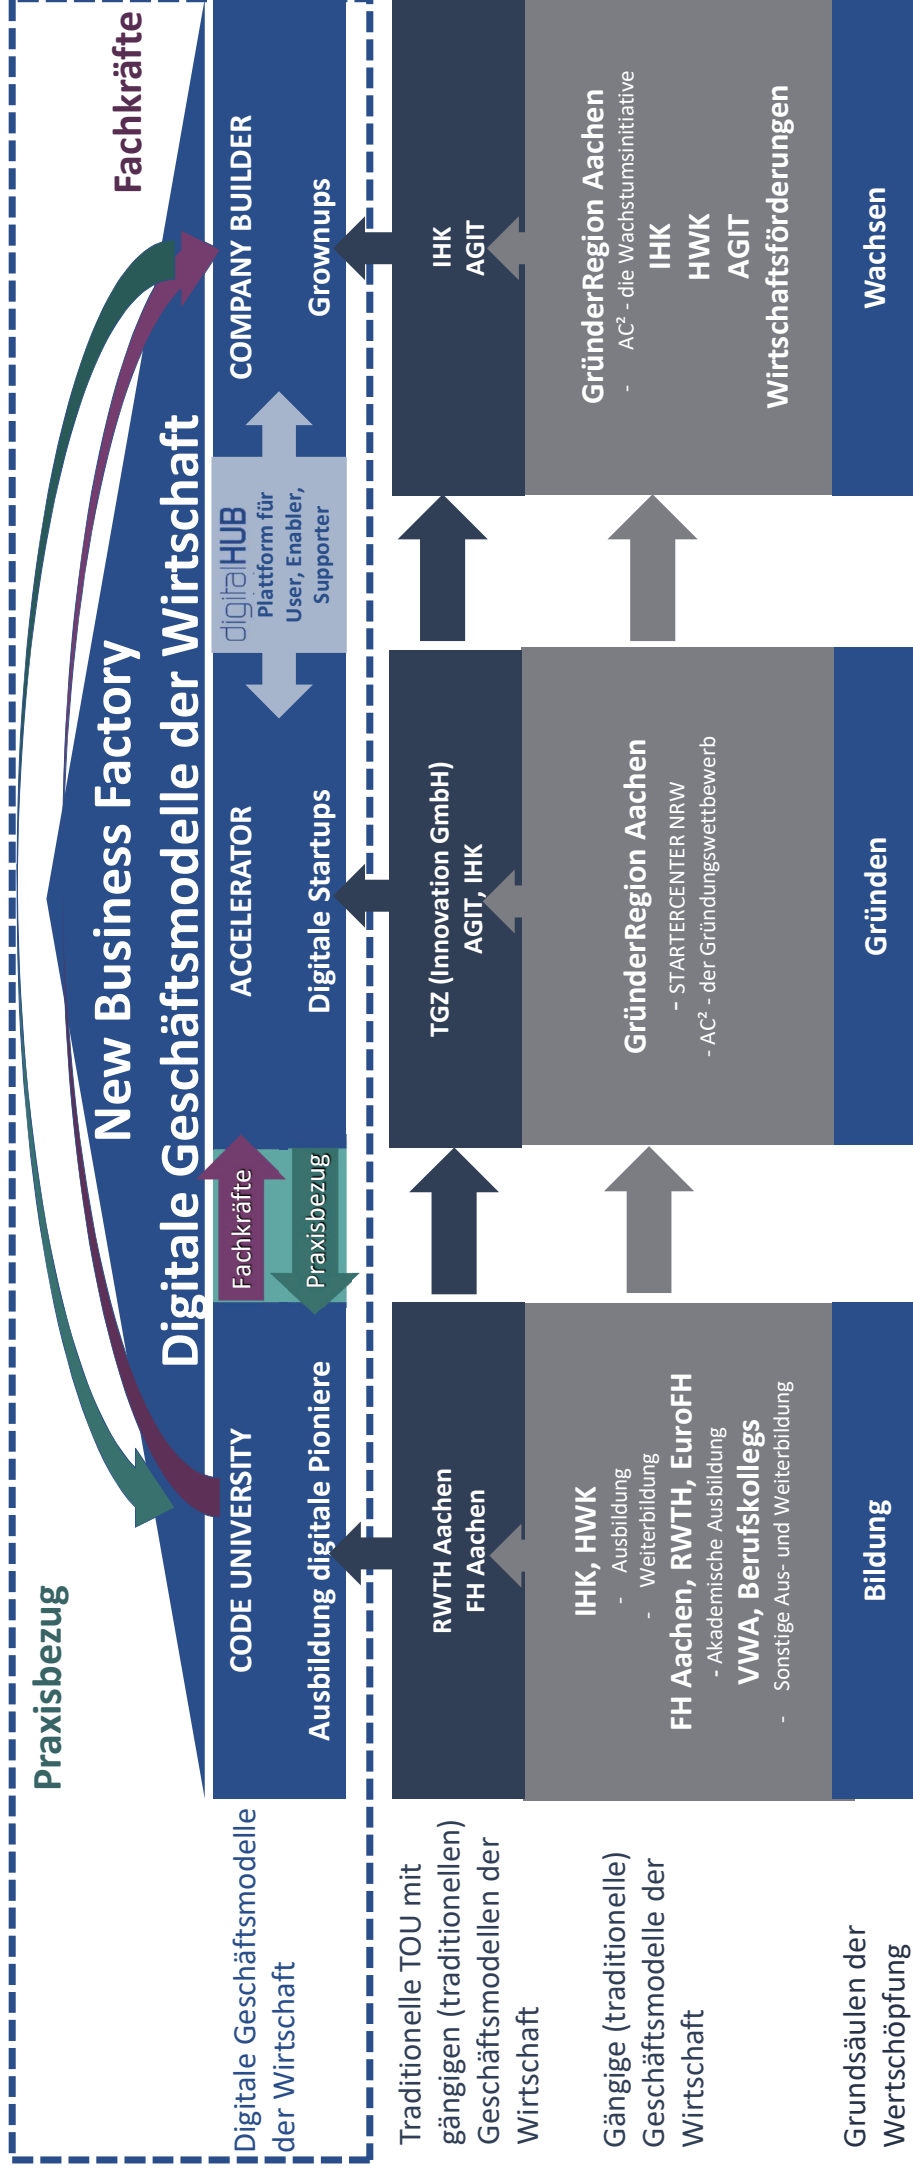 Praxisbezug
Fachkräfte
New Business Factory
Digitale Geschäftsmodelle der Wirtschaft
Digitale Geschäftsmodelle
der Wirtschaft
CODE UNIVERSITY
Ausbildung digitale Pioniere
Fachkräfte
Praxisbezug
ACCELERATOR
Digitale Startups
digitalHUB
Plattform für
User, Enabler,
Supporter
COMPANY BUILDER
Grownups
Traditionelle TOU mit
gängigen (traditionellen)
Geschäftsmodellen der
Wirtschaft
RWTH Aachen
FH Aachen
TGZ (Innovation GmbH)
AGIT, IHK
IHK
AGIT
Gängige (traditionelle)
Geschäftsmodelle der
Wirtschaft
IHK, HWK
- Ausbildung
- Weiterbildung
FH Aachen, RWTH, EuroFH
- Akademische Ausbildung
VWA, Berufskollegs
- Sonstige Aus- und Weiterbildung
GründerRegion Aachen
- STARTERCENTER NRW
- AC² - der Gründungswettbewerb
GründerRegion Aachen
- AC² - die Wachstumsinitiative
IHK
HWK
AGIT
Wirtschaftsförderungen
Grundsäulen der
Wertschöpfung
Bildung
Gründen
Wachsen